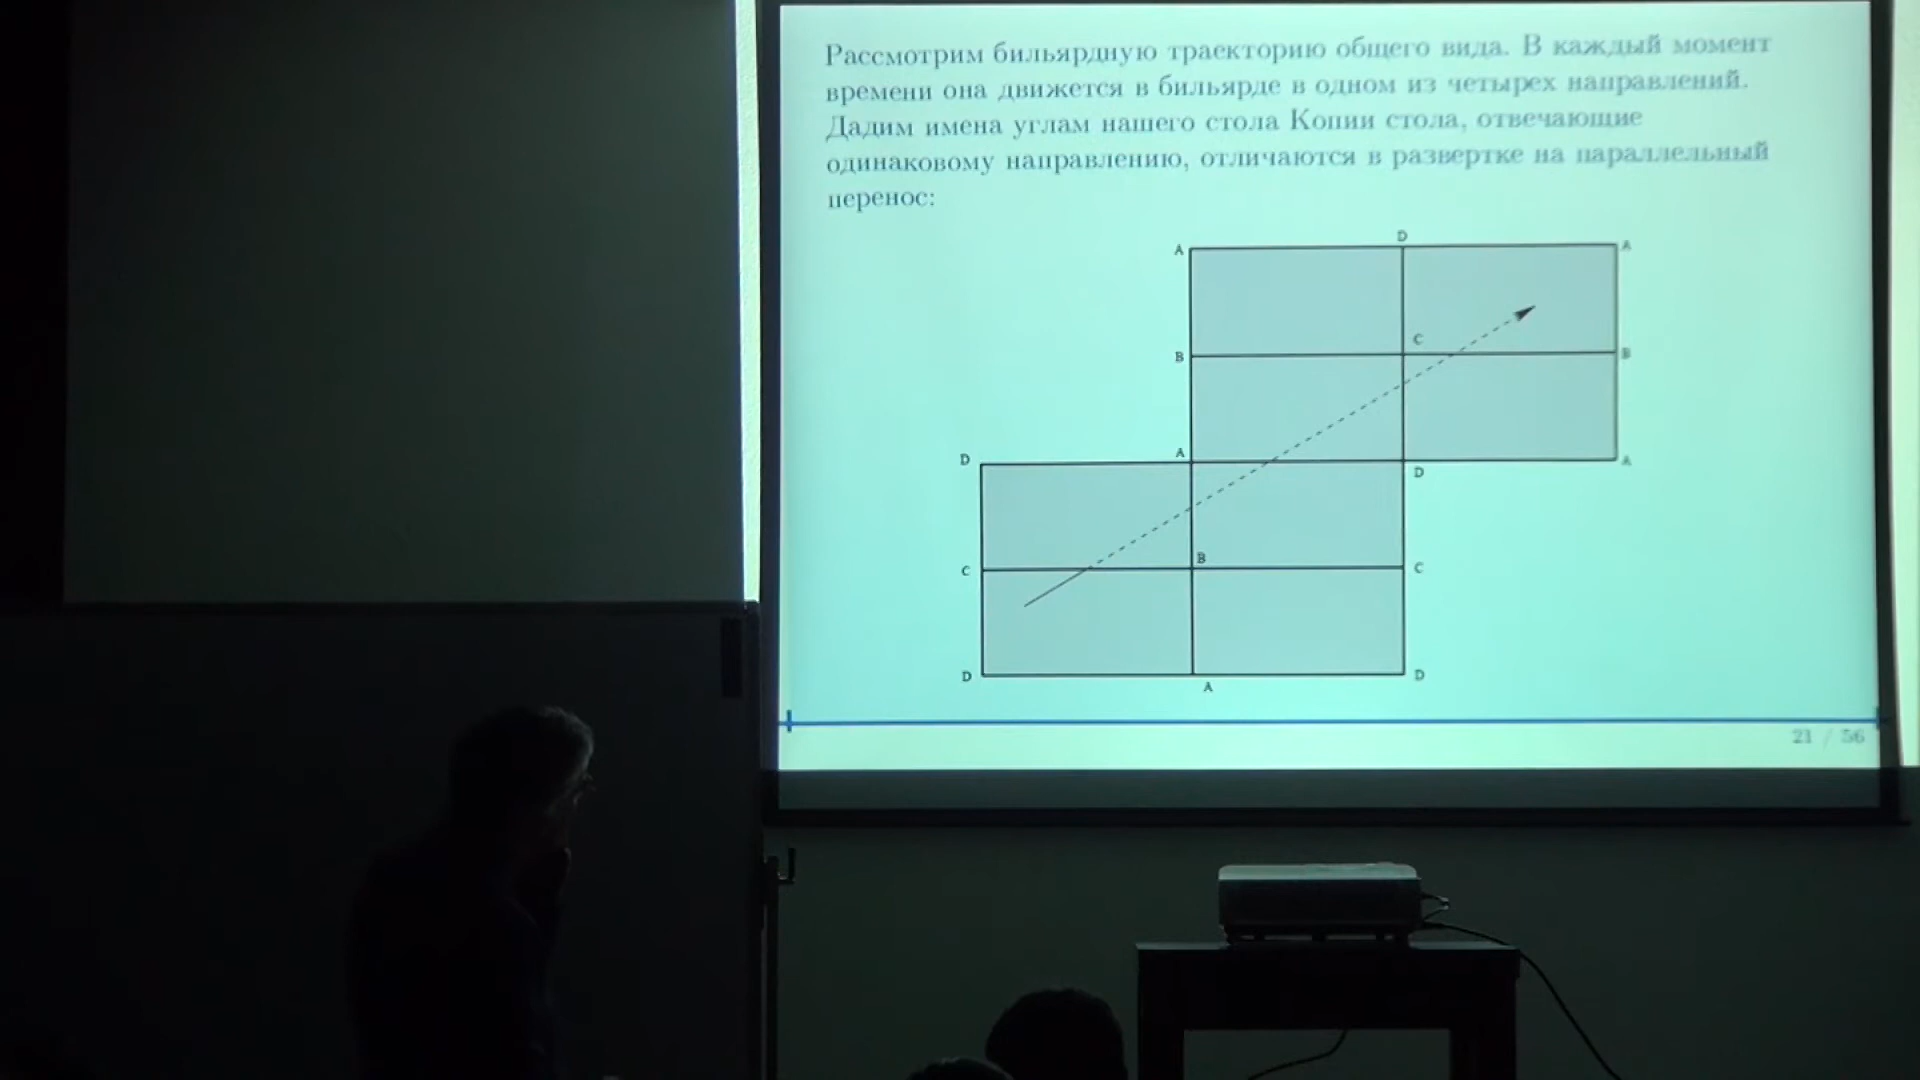 Рассмотрим бильярдную траекторию общего вида. В каждый момент
времени она движется в бильярде в одном из четырех направлений.
Дадим имена углам нашего стола Копии стола, отвечающие
одинаковому направлению, отличаются в развертке на параллельный
перенос:
A D A
B C B
D A D A
C B C
D A D
21 / 56